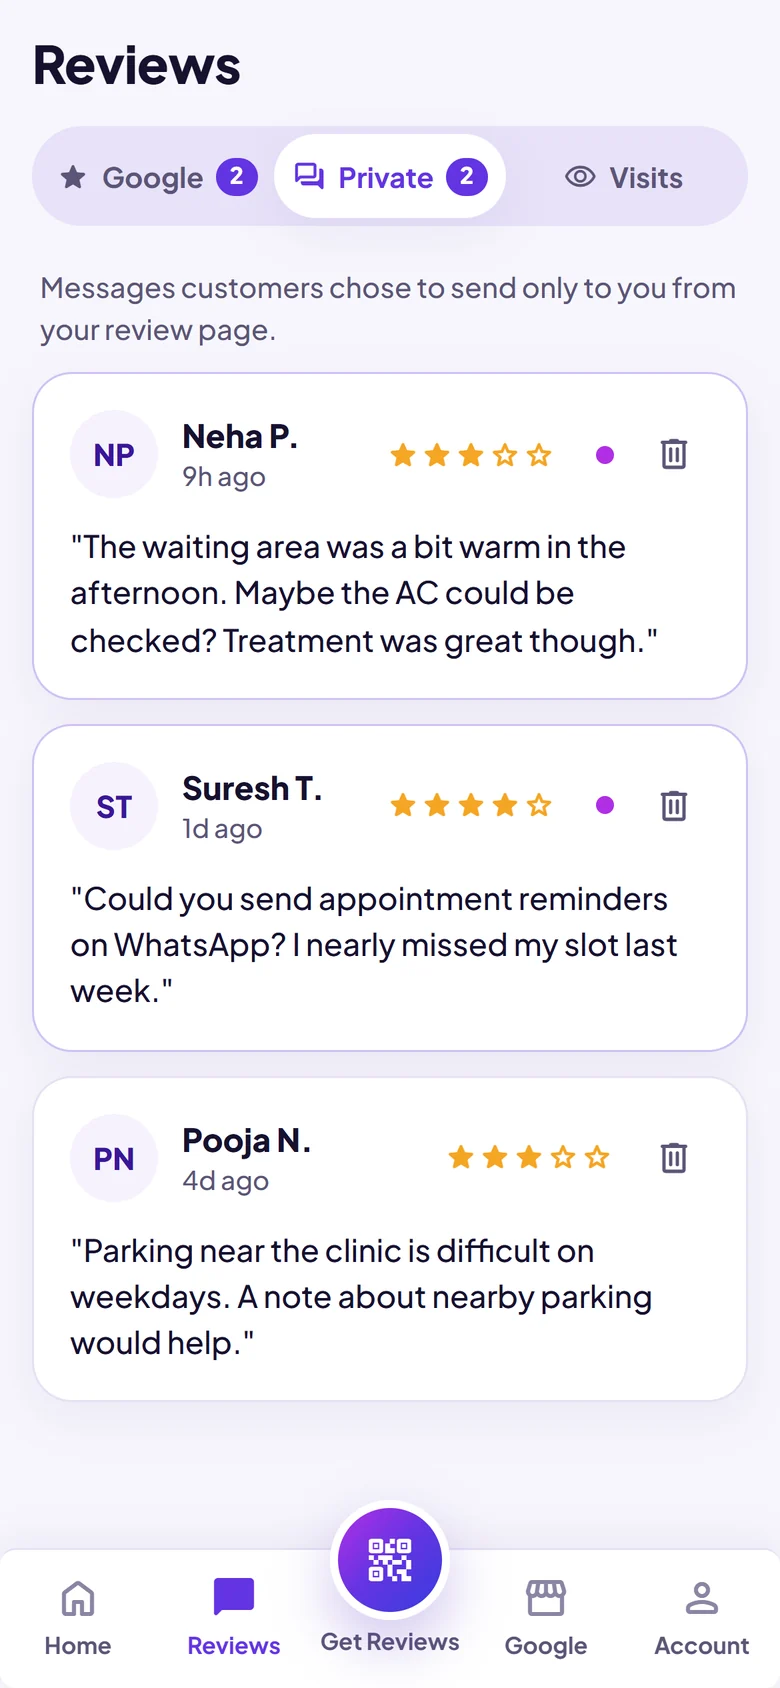 Reviews
Google 2 Private 2 Visits
Messages customers chose to send only to you from
your review page.
NP
Neha P.
9h ago
"The waiting area was a bit warm in the
afternoon. Maybe the AC could be
checked? Treatment was great though."
ST
Suresh T.
1d ago
"Could you send appointment reminders
on WhatsApp? I nearly missed my slot last
week."
PN
Pooja N.
4d ago
"Parking near the clinic is difficult on
weekdays. A note about nearby parking
would help."
Home Reviews Get Reviews Google Account